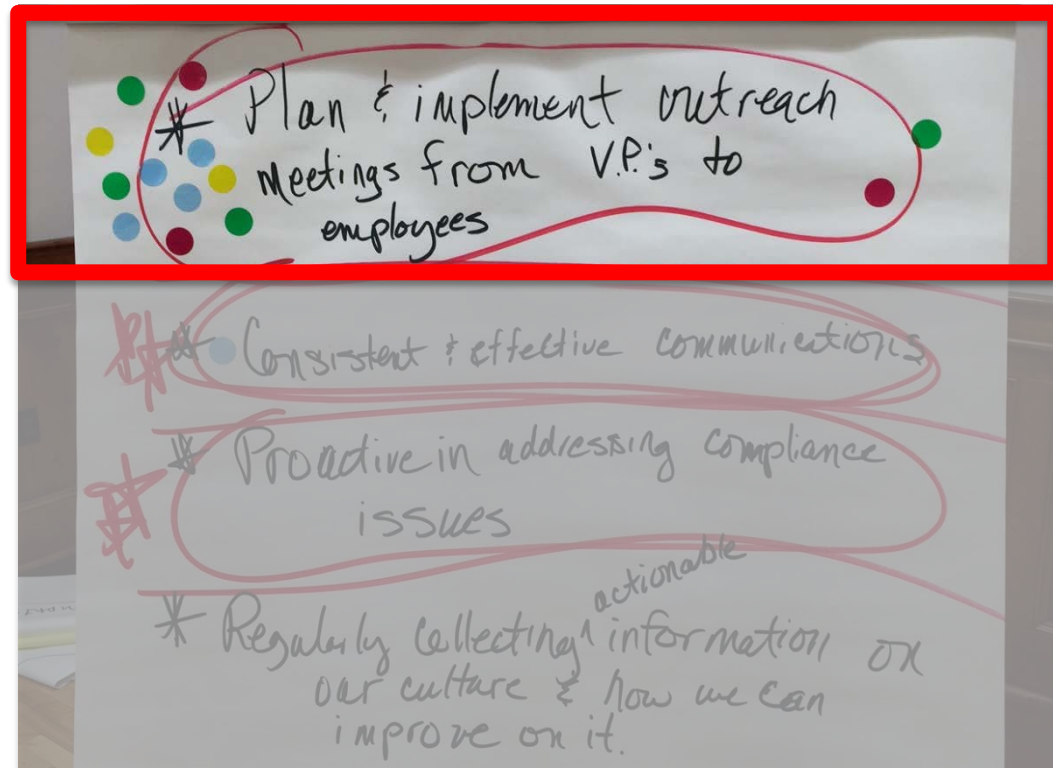 * Plan & implement outreach
meetings from V.P.'s to
employees
* Consistent & effective communications
* Proactive in addressing compliance
issues
actionable
* Regularly collecting ^ information on
our culture & how we can
improve on it.